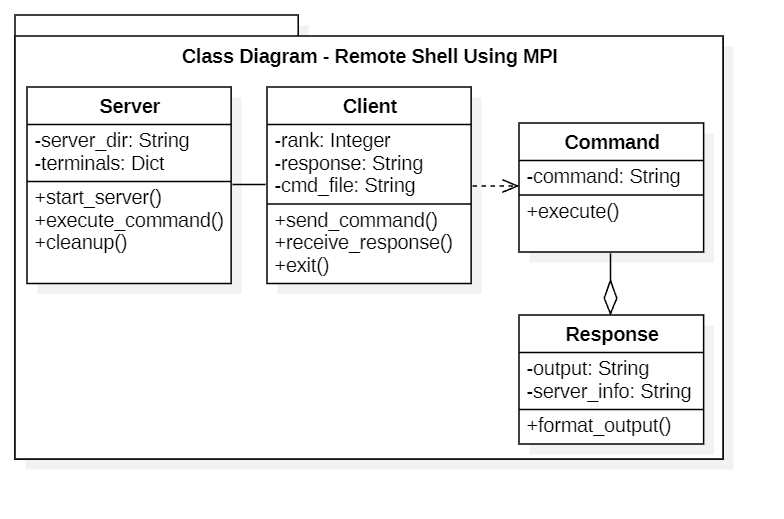 Class Diagram - Remote Shell Using MPI
Server
-server_dir: String
-terminals: Dict
+start_server()
+execute_command()
+cleanup()
Client
-rank: Integer
-response: String
-cmd_file: String
+send_command()
+receive_response()
+exit()
Command
-command: String
+execute()
Response
-output: String
-server_info: String
+format_output()